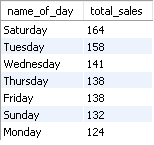 name_of_day total_sales
Saturday 164
Tuesday 158
Wednesday 141
Thursday 138
Friday 138
Sunday 132
Monday 124